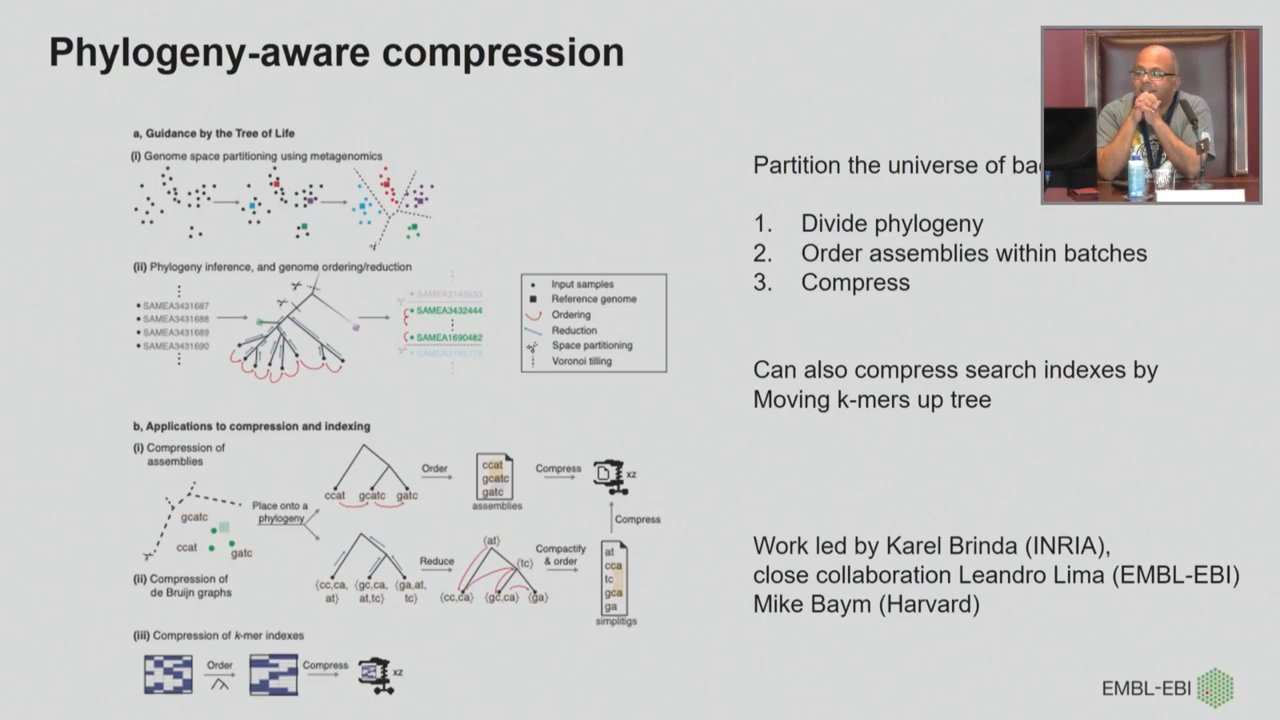 Phylogeny-aware compression
a, Guidance by the Tree of Life
(i) Genome space partitioning using metagenomics
(ii) Phylogeny inference, and genome ordering/reduction
SAMEA3431687
SAMEA3431688
SAMEA3431689
SAMEA3431690
SAMEA3432444
SAMEA1690482
Input samples
Reference genome
Ordering
Reduction
Space partitioning
Voronoi tilling
b, Applications to compression and indexing
(i) Compression of
assemblies
gcatc
ccat
gatc
Place onto a
phylogeny
ccat gcatc gatc
Order
ccat
gcatc
gatc
assemblies
Compress
xz
Compress
(ii) Compression of
de Bruijn graphs
{cc,ca,
at}
{gc,ca,
at,tc}
{ga,at,
tc}
Reduce
{at}
{tc}
{cc,ca} {gc,ca} {ga}
Compactify
& order
at
cca
tc
gca
ga
simplitigs
(iii) Compression of k-mer indexes
Order
Compress
xz
Partition the universe of
1. Divide phylogeny
2. Order assemblies within batches
3. Compress
Can also compress search indexes by
Moving k-mers up tree
Work led by Karel Brinda (INRIA),
close collaboration Leandro Lima (EMBL-EBI)
Mike Baym (Harvard)
EMBL-EBI